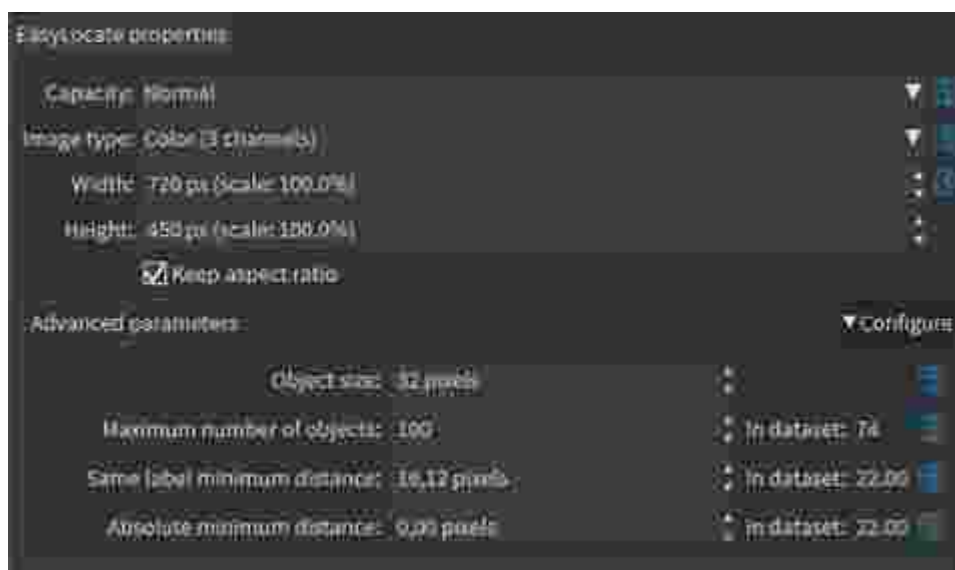 EasyLocate properties
Capacity: Normal
Image type: Color (3 channels)
Width: 720 px (scale: 100.0%)
Height: 450 px (scale: 100.0%)
Keep aspect ratio
Advanced parameters
Configure
Object size: 32 pixels
Maximum number of objects: 100 In dataset: 74
Same label minimum distance: 16,12 pixels In dataset: 22.00
Absolute minimum distance: 0,00 pixels In dataset: 22.00